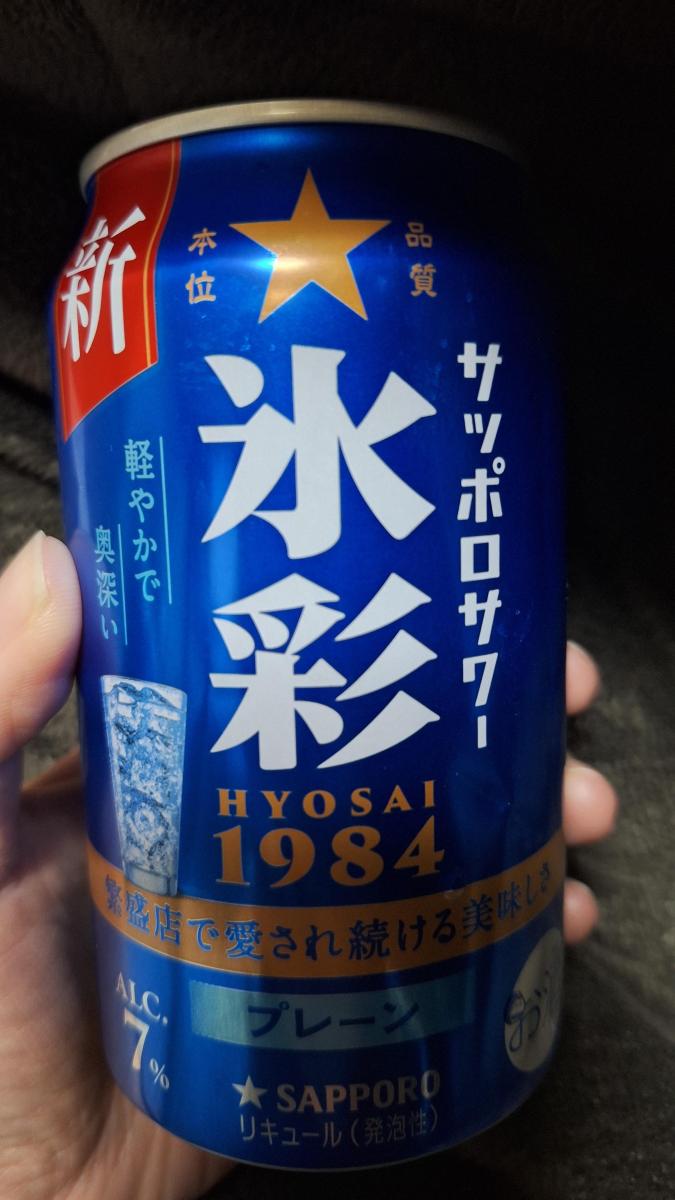 新
本位
品質
サッポロサワー
氷彩
HYOSAI
1984
軽やかで
奥深い
繁盛店で愛され続ける美味しさ
プレーン
ALC.
7%
★SAPPORO
リキュール(発泡性)